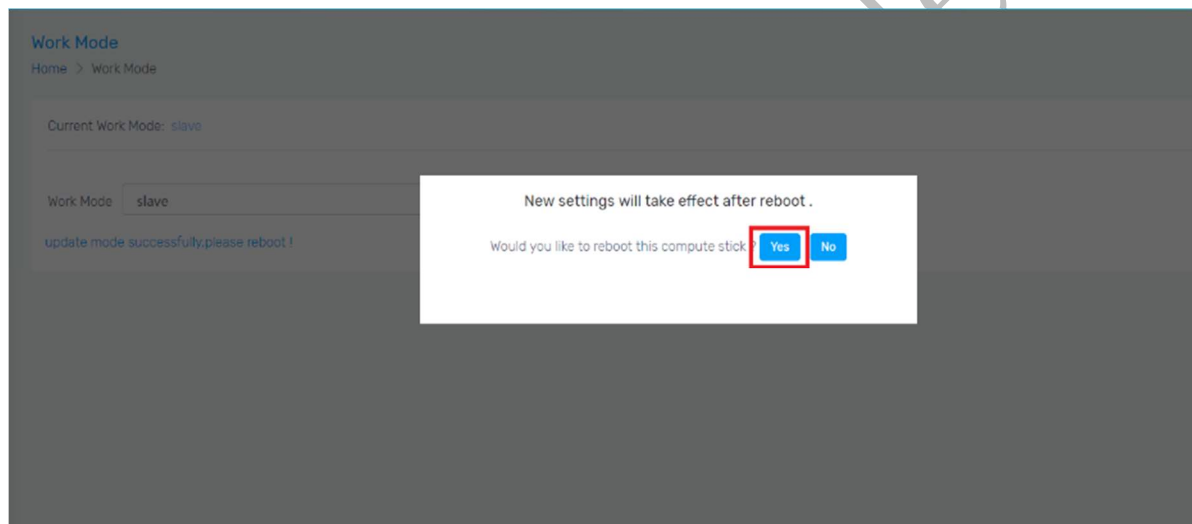 Work Mode
Home > Work Mode
Current Work Mode: slave
Work Mode slave
update mode successfully,please reboot !
New settings will take effect after reboot .
Would you like to reboot this compute stick ? Yes No